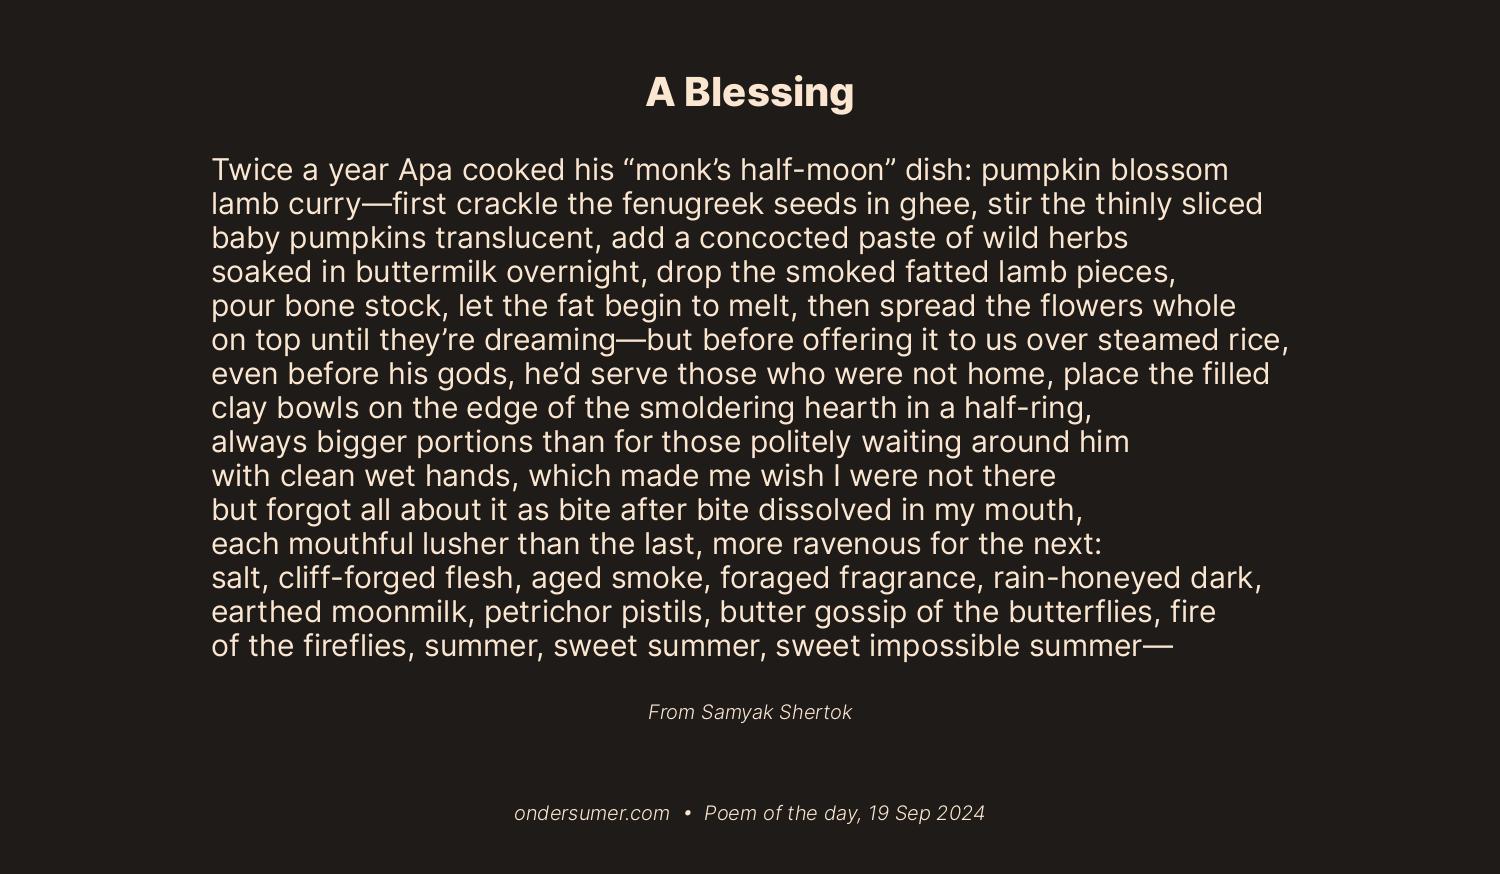 A Blessing
Twice a year Apa cooked his “monk’s half-moon” dish: pumpkin blossom
lamb curry—first crackle the fenugreek seeds in ghee, stir the thinly sliced
baby pumpkins translucent, add a concocted paste of wild herbs
soaked in buttermilk overnight, drop the smoked fatted lamb pieces,
pour bone stock, let the fat begin to melt, then spread the flowers whole
on top until they’re dreaming—but before offering it to us over steamed rice,
even before his gods, he’d serve those who were not home, place the filled
clay bowls on the edge of the smoldering hearth in a half-ring,
always bigger portions than for those politely waiting around him
with clean wet hands, which made me wish I were not there
but forgot all about it as bite after bite dissolved in my mouth,
each mouthful lusher than the last, more ravenous for the next:
salt, cliff-forged flesh, aged smoke, foraged fragrance, rain-honeyed dark,
earthed moonmilk, petrichor pistils, butter gossip of the butterflies, fire
of the fireflies, summer, sweet summer, sweet impossible summer—
From Samyak Shertok
ondersumer.com • Poem of the day, 19 Sep 2024